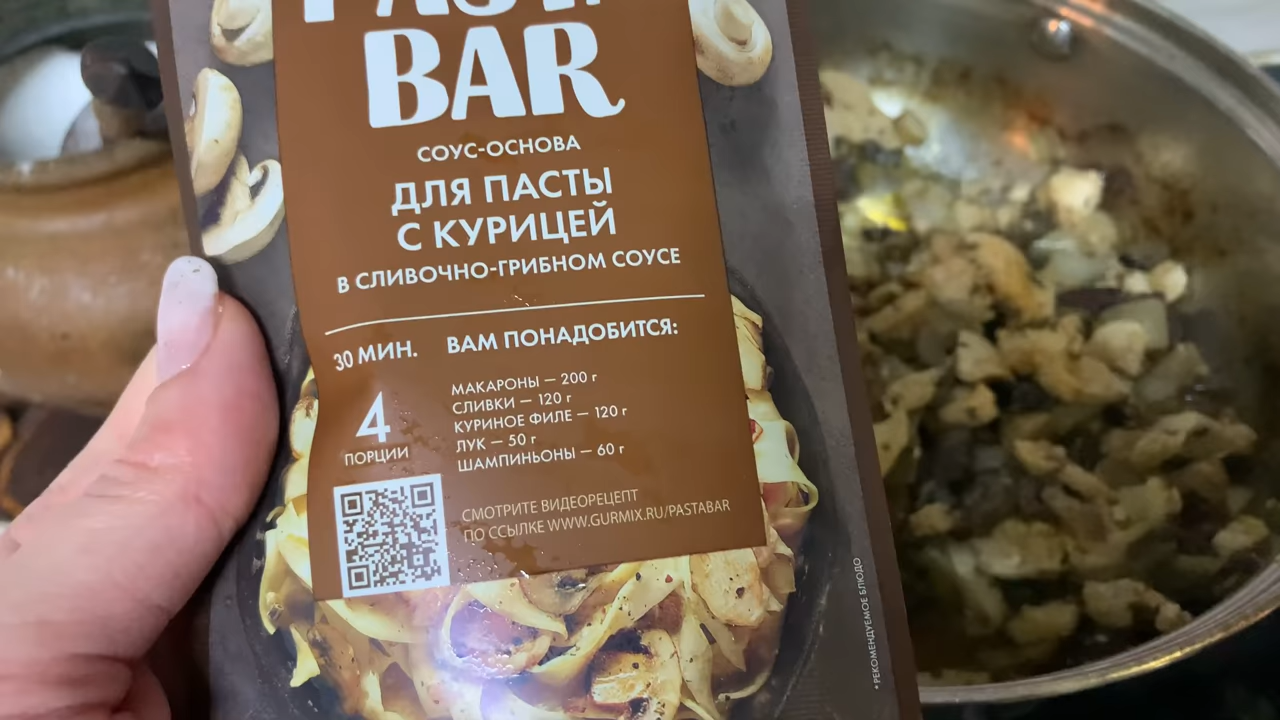 BAR
СОУС-ОСНОВА
ДЛЯ ПАСТЫ
С КУРИЦЕЙ
В СЛИВОЧНО-ГРИБНОМ СОУСЕ
30 МИН.
ВАМ ПОНАДОБИТСЯ:
4
ПОРЦИИ
МАКАРОНЫ — 200 г
СЛИВКИ — 120 г
КУРИНОЕ ФИЛЕ — 120 г
ЛУК — 50 г
ШАМПИНЬОНЫ — 60 г
СМОТРИТЕ ВИДЕОРЕЦЕПТ
ПО ССЫЛКЕ WWW.GURMIX.RU/PASTABAR
*РЕКОМЕНДУЕМОЕ БЛЮДО